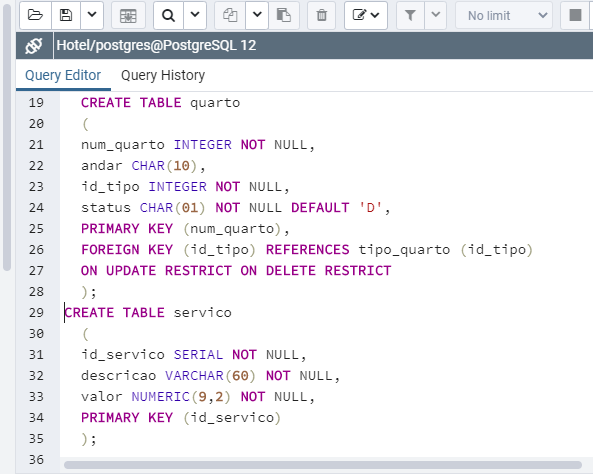 No limit
Hotel/postgres@PostgreSQL 12
Query Editor Query History
19 CREATE TABLE quarto
20 (
21 num_quarto INTEGER NOT NULL,
22 andar CHAR(10),
23 id_tipo INTEGER NOT NULL,
24 status CHAR(01) NOT NULL DEFAULT 'D',
25 PRIMARY KEY (num_quarto),
26 FOREIGN KEY (id_tipo) REFERENCES tipo_quarto (id_tipo)
27 ON UPDATE RESTRICT ON DELETE RESTRICT
28 );
29 CREATE TABLE servico
30 (
31 id_servico SERIAL NOT NULL,
32 descricao VARCHAR(60) NOT NULL,
33 valor NUMERIC(9,2) NOT NULL,
34 PRIMARY KEY (id_servico)
35 );
36